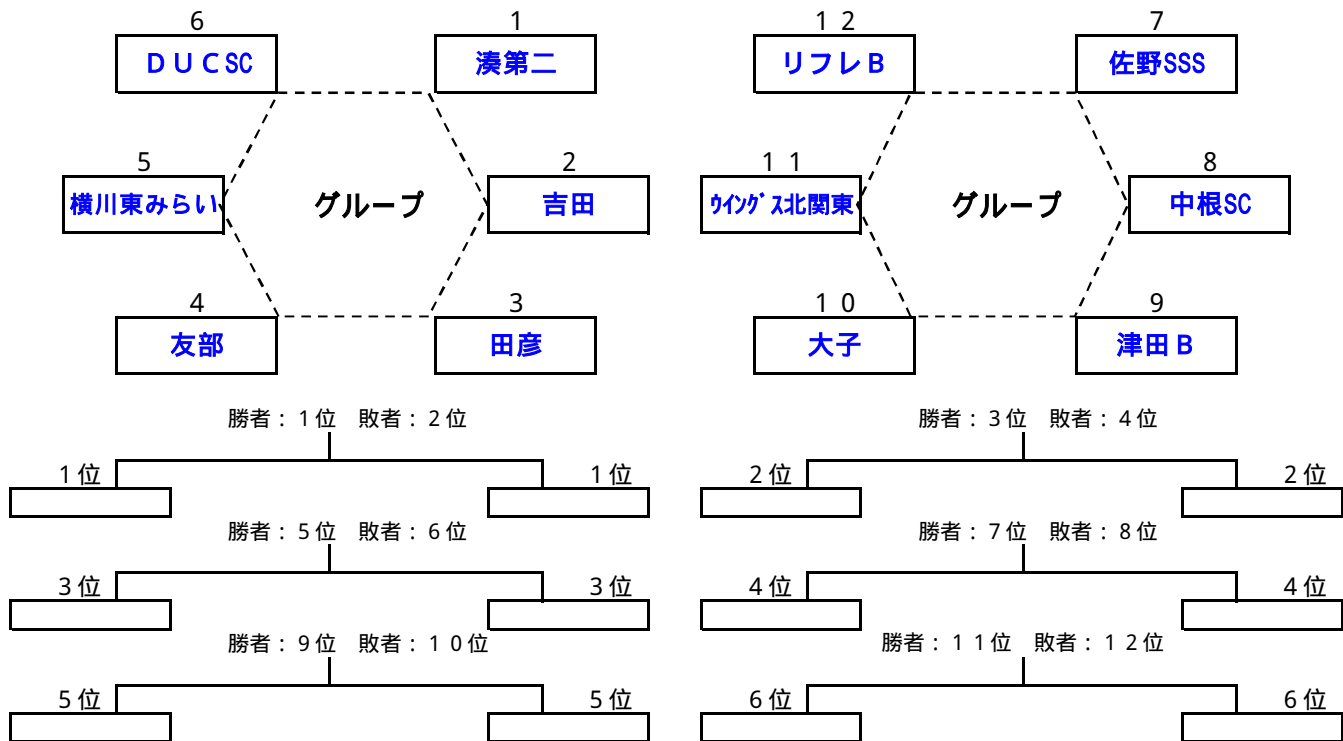 6 1 １２ 7
ＤＵＣSC 湊第二 リフレＢ 佐野SSS
5 2 １１ 8
横川東みらい グループ 吉田 ｳｲﾝｸﾞｽ北関東 グループ 中根SC
4 3 １０ 9
友部 田彦 大子 津田Ｂ
勝者：１位 敗者：２位 勝者：３位 敗者：４位
１位 １位 ２位 ２位
勝者：５位 敗者：６位 勝者：７位 敗者：８位
３位 ３位 ４位 ４位
勝者：９位 敗者：１０位 勝者：１１位 敗者：１２位
５位 ５位 ６位 ６位